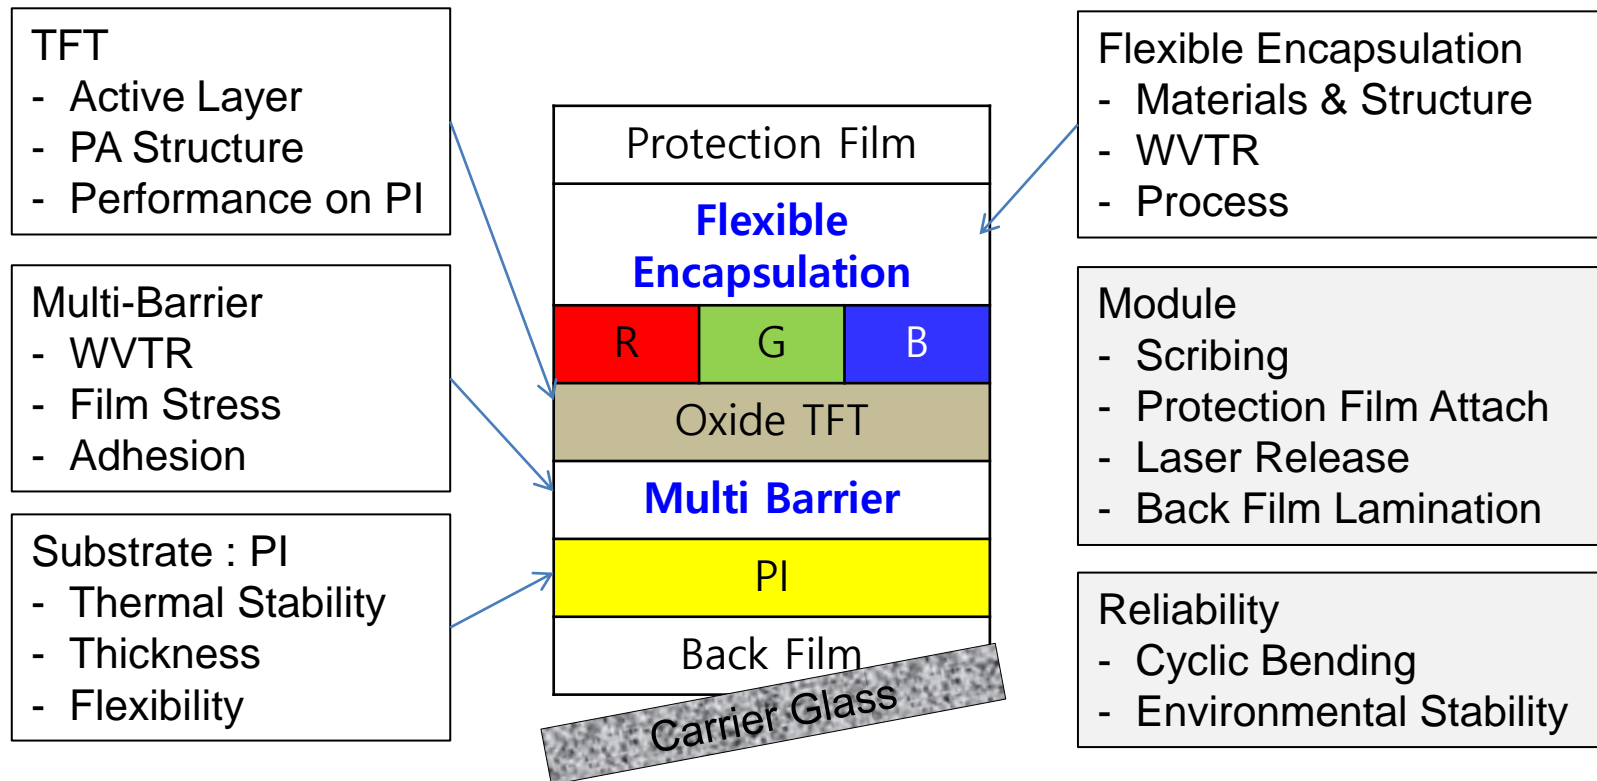 TFT
- Active Layer
- PA Structure
- Performance on PI
Multi-Barrier
- WVTR
- Film Stress
- Adhesion
Substrate : PI
- Thermal Stability
- Thickness
- Flexibility
Protection Film
Flexible
Encapsulation
R G B
Oxide TFT
Multi Barrier
PI
Back Film
Carrier Glass
Flexible Encapsulation
- Materials & Structure
- WVTR
- Process
Module
- Scribing
- Protection Film Attach
- Laser Release
- Back Film Lamination
Reliability
- Cyclic Bending
- Environmental Stability